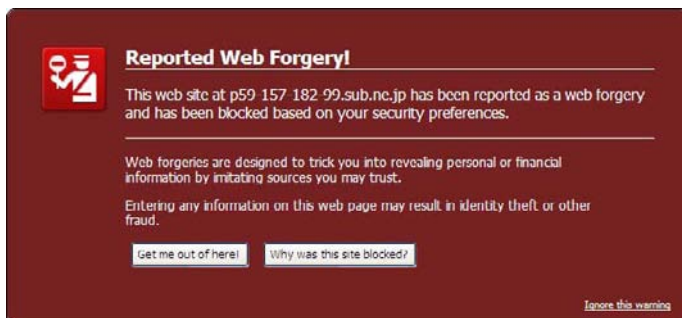 Reported Web Forgery!
This web site at p59-157-182-99.sub.ne.jp has been reported as a web forgery
and has been blocked based on your security preferences.
Web forgeries are designed to trick you into revealing personal or financial
information by imitating sources you may trust.
Entering any information on this web page may result in identity theft or other
fraud.
Get me out of here!
Why was this site blocked?
Ignore this warning